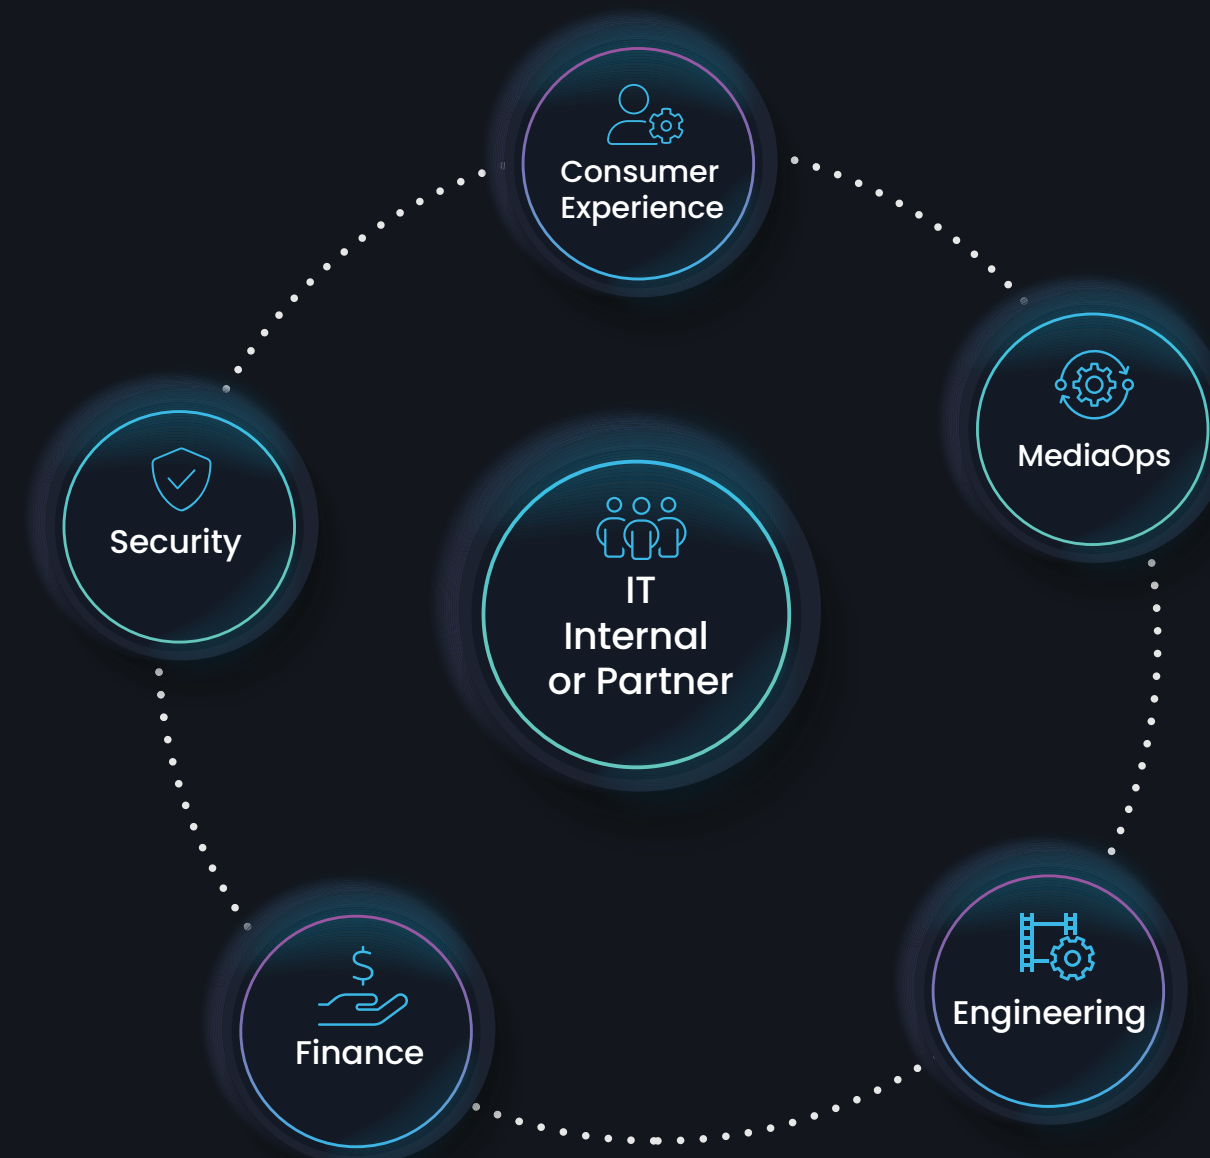 Consumer
Experience
MediaOps
Security
IT
Internal
or Partner
Engineering
Finance